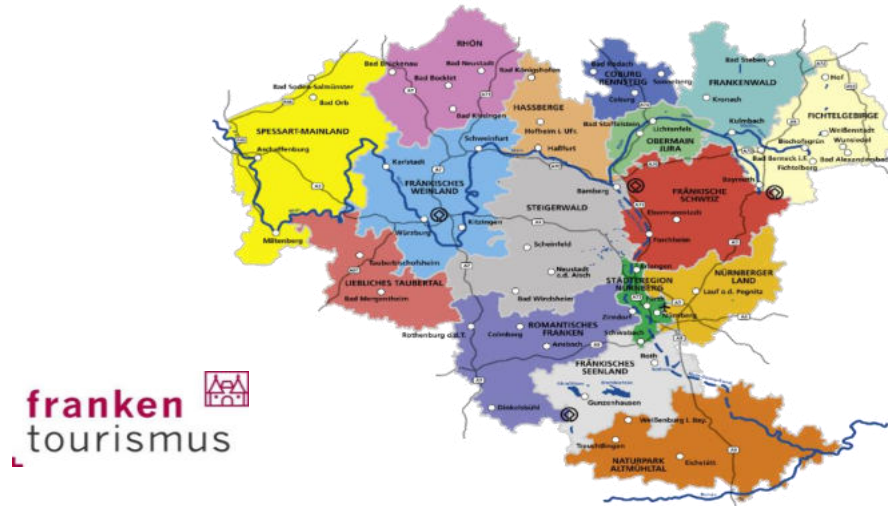 RHÖN
Bad Brückenau
Bad Neustadt
Bad Bocklet
Bad Kissingen
Bad Königshofen
Bad Rodach
COBURG
RENNSTEIG
Sonneberg
Coburg
Bad Steben
FRANKENWALD
Kronach
Hof
Bad Soden-Salmünster
Bad Orb
SPESSART-MAINLAND
Aschaffenburg
HASSBERGE
Hofheim i. UFr.
Haßfurt
Schweinfurt
Bad Staffelstein
Lichtenfels
OBERMAIN
JURA
Kulmbach
FICHTELGEBIRGE
Bischofsgrün
Weißenstadt
Wunsiedel
Bad Berneck i.F.
Bad Alexandersbad
Fichtelberg
Karlstadt
FRÄNKISCHES
WEINLAND
Bayreuth
Bamberg
FRÄNKISCHE
SCHWEIZ
Ebermannstadt
STEIGERWALD
Würzburg
Kitzingen
Miltenberg
Forchheim
Scheinfeld
Tauberbischofsheim
LIEBLICHES TAUBERTAL
Bad Mergentheim
Neustadt
a.d. Aisch
Erlangen
STÄDTEREGION
NÜRNBERG
Fürth
NÜRNBERGER
LAND
Lauf a.d. Pegnitz
Bad Windsheim
Zirndorf
Nürnberg
Rothenburg o.d.T.
Colmberg
ROMANTISCHES
FRANKEN
Ansbach
Schwabach
Roth
FRÄNKISCHES
SEENLAND
Gunzenhausen
Dinkelsbühl
Weißenburg i. Bay.
Treuchtlingen
NATURPARK
ALTMÜHLTAL
Eichstätt
franken
tourismus